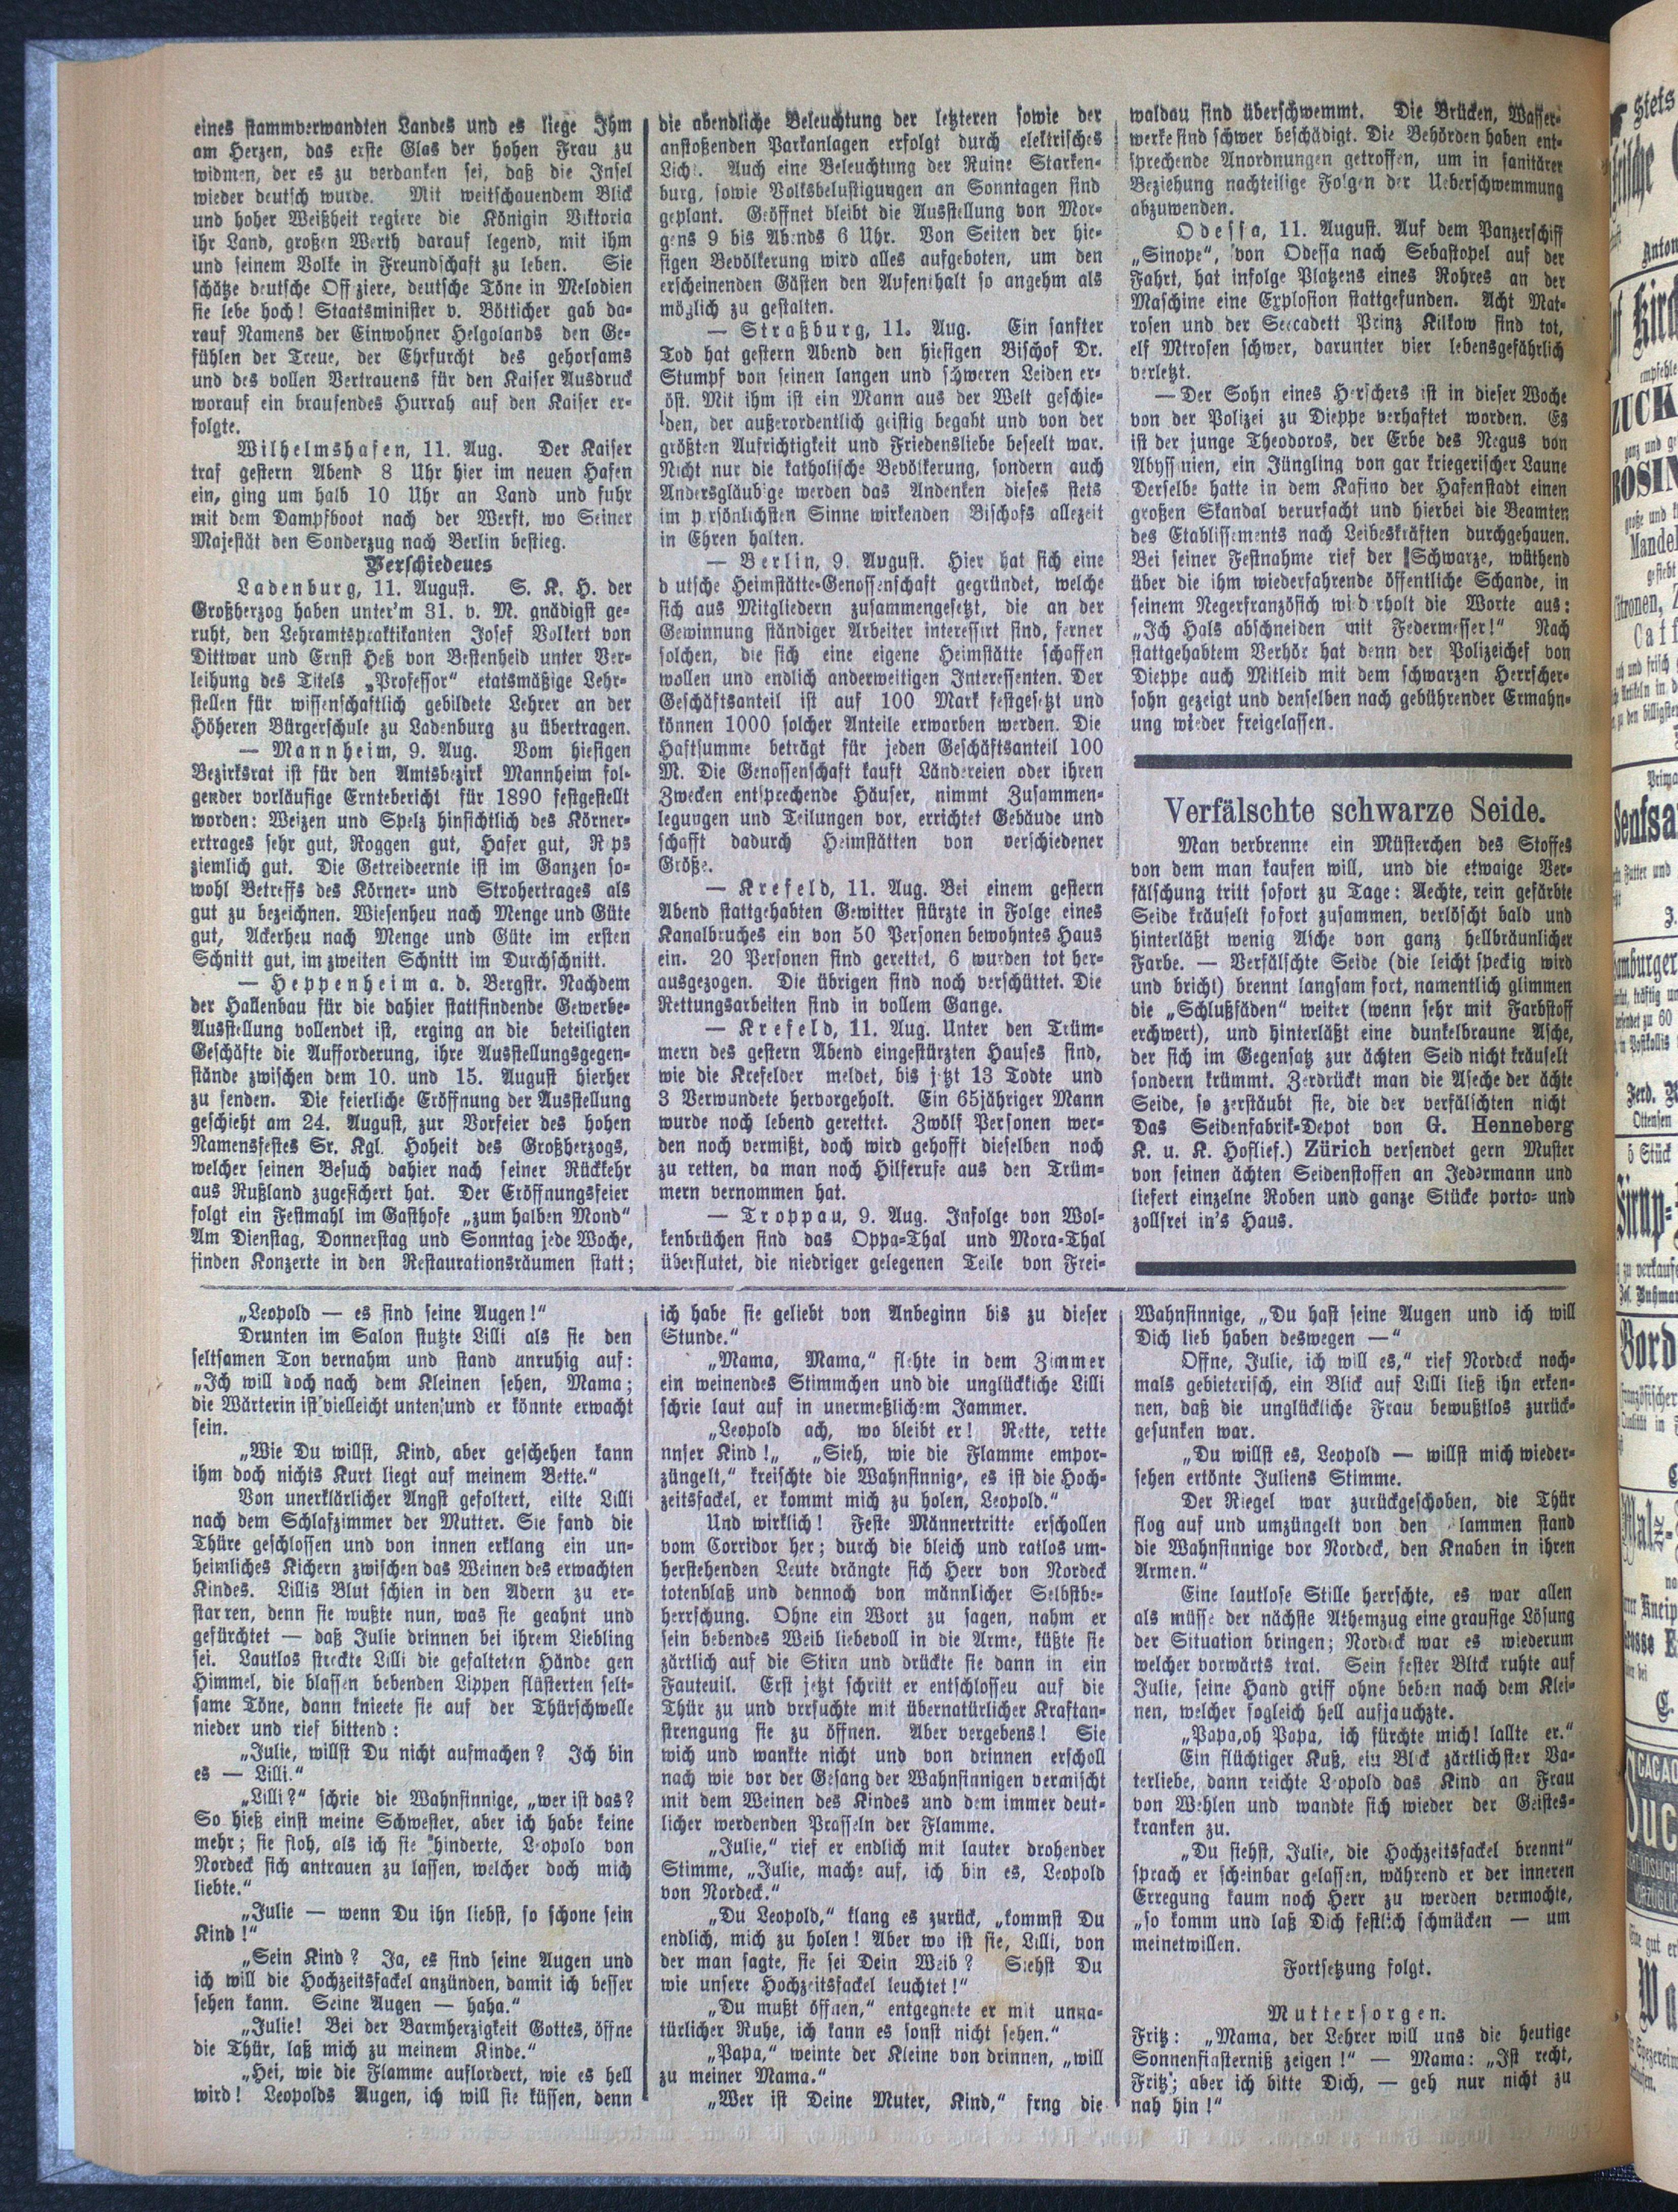 eines stammverwandten Landes und es liege Ihm
am Herzen, das erste Glas der hohen Frau zu
widmen, der es zu verdanken sei, daß die Insel
wieder deutsch wurde. Mit weitschauendem Blick
und hoher Weißheit regiere die Königin Viktoria
ihr Land, großen Werth darauf legend, mit ihm
und seinem Volke in Freundschaft zu leben. Sie
schätze deutsche Offiziere, deutsche Töne in Melodien
sie lebe hoch! Staatsminister v. Bötticher gab da-
rauf Namens der Einwohner Helgolands den Ge-
fühlen der Treue, der Ehrfurcht des gehorsams
und des vollen Vertrauens für den Kaiser Ausdruck
worauf ein brausendes Hurrah auf den Kaiser er-
folgte.
Wilhelmshafen, 11. Aug. Der Kaiser
traf gestern Abend 8 Uhr hier im neuen Hafen
ein, ging um halb 10 Uhr an Land und fuhr
mit dem Dampfboot nach der Werft, wo Seiner
Majestät den Sonderzug nach Berlin bestieg.
Verschiedenes
Ladenburg, 11. August. S. K. H. der
Großherzog haben unter'm 31. v. M. gnädigst ge-
ruht, den Lehramtspraktikanten Josef Volkert von
Dittwar und Ernst Heß von Bestenheid unter Ver-
leihung des Titels „Professor“ etatsmäßige Lehr-
stellen für wissenschaftlich gebildete Lehrer an der
Höheren Bürgerschule zu Ladenburg zu übertragen.
— Mannheim, 9. Aug. Vom hiesigen
Bezirksrat ist für den Amtsbezirk Mannheim fol-
gender vorläufige Erntebericht für 1890 festgestellt
worden: Weizen und Spelz hinsichtlich des Körner-
ertrages sehr gut, Roggen gut, Hafer gut, Rps
ziemlich gut. Die Getreideernte ist im Ganzen so-
wohl Betreffs des Körner- und Strohertrages als
gut zu bezeichnen. Wiesenheu nach Menge und Güte
gut, Ackerheu nach Menge und Güte im ersten
Schnitt gut, im zweiten Schnitt im Durchschnitt.
— Heppenheim a. d. Bergstr. Nachdem
der Hallenbau für die dahier stattfindende Gewerbe-
Ausstellung vollendet ist, erging an die beteiligten
Geschäfte die Aufforderung, ihre Ausstellungsgegen-
stände zwischen dem 10. und 15. August hierher
zu senden. Die feierliche Eröffnung der Ausstellung
geschieht am 24. August, zur Vorfeier des hohen
Namensfestes Sr. Kgl. Hoheit des Großherzogs,
welcher seinen Besuch dahier nach seiner Rückkehr
aus Rußland zugesichert hat. Der Eröffnungsfeier
folgt ein Festmahl im Gasthofe „zum halben Mond“
Am Dienstag, Donnerstag und Sonntag jede Woche,
finden Konzerte in den Restaurationsräumen statt;
die abendliche Beleuchtung der letzteren sowie der
anstoßenden Parkanlagen erfolgt durch elektrisches
Licht. Auch eine Beleuchtung der Ruine Starken-
burg, sowie Volksbelustigungen an Sonntagen sind
geplant. Geöffnet bleibt die Ausstellung von Mor-
gens 9 bis Abends 6 Uhr. Von Seiten der hie-
sigen Bevölkerung wird alles aufgeboten, um den
erscheinenden Gästen den Aufenthalt so angehm als
möglich zu gestalten.
— Straßburg, 11. Aug. Ein sanfter
Tod hat gestern Abend den hiesigen Bischof Dr.
Stumpf von seinen langen und schweren Leiden er-
öst. Mit ihm ist ein Mann aus der Welt geschie-
lden, der außerordentlich geistig begabt und von der
größten Aufrichtigkeit und Friedensliebe beseelt war.
Nicht nur die katholische Bevölkerung, sondern auch
Andersgläubige werden das Andenken dieses stets
im persönlichsten Sinne wirkenden Bischofs allezeit
in Ehren halten.
— Berlin, 9. August. Hier hat sich eine
deutsche Heimstätte-Genossenschaft gegründet, welche
sich aus Mitgliedern zusammengesetzt, die an der
Gewinnung ständiger Arbeiter interessirt sind, ferner
solchen, die sich eine eigene Heimstätte schaffen
wollen und endlich anderweitigen Interessenten. Der
Geschäftsanteil ist auf 100 Mark festgesetzt und
können 1000 solcher Anteile erworben werden. Die
Haftsumme beträgt für jeden Geschäftsanteil 100
M. Die Genossenschaft kauft Ländereien oder ihren
Zwecken entsprechende Häuser, nimmt Zusammen-
legungen und Teilungen vor, errichtet Gebäude und
schafft dadurch Heimstätten von verschiedener
Größe.
— Krefeld, 11. Aug. Bei einem gestern
Abend stattgehabten Gewitter stürzte in Folge eines
Kanalbruches ein von 50 Personen bewohntes Haus
ein. 20 Personen sind gerettet, 6 wurden tot her-
ausgezogen. Die übrigen sind noch verschüttet. Die
Rettungsarbeiten sind in vollem Gange.
— Krefeld, 11. Aug. Unter den Trüm-
mern des gestern Abend eingestürzten Hauses sind,
wie die Krefelder meldet, bis jetzt 13 Todte und
3 Verwundete hervorgeholt. Ein 65jähriger Mann
wurde noch lebend gerettet. Zwölf Personen wer-
den noch vermißt, doch wird gehofft dieselben noch
zu retten, da man noch Hilferufe aus den Trüm-
mern vernommen hat.
— Troppau, 9. Aug. Infolge von Wol-
kenbrüchen sind das Oppa-Thal und Mora-Thal
überflutet, die niedriger gelegenen Teile von Frei-
waldau sind überschwemmt. Die Brücken, Wasser-
werke sind schwer beschädigt. Die Behörden haben ent-
sprechende Anordnungen getroffen, um in sanitärer
Beziehung nachteilige Folgen der Ueberschwemmung
abzuwenden.
Odessa, 11. August. Auf dem Panzerschiff
„Sinope“, von Odessa nach Sebastopel auf der
Fahrt, hat infolge Platzens eines Rohres an der
Maschine eine Explosion stattgefunden. Acht Mat-
rosen und der Seecadett Prinz Kilkow sind tot,
elf Mtrosen schwer, darunter vier lebensgefährlich
verletzt.
— Der Sohn eines Herschers ist in dieser Woche
von der Polizei zu Dieppe verhaftet worden. Es
ist der junge Theodoros, der Erbe des Negus von
Abyssinien, ein Jüngling von gar kriegerischer Laune
Derselbe hatte in dem Kasino der Hafenstadt einen
großen Skandal verursacht und hierbei die Beamten
des Etablissements nach Leibeskräften durchgehauen.
Bei seiner Festnahme rief der Schwarze, wüthend
über die ihm wiederfahrende öffentliche Schande, in
seinem Negerfranzösisch wiederholt die Worte aus:
„Ich Hals abschneiden mit Federmesser!“ Nach
stattgehabtem Verhör hat denn der Polizeichef von
Dieppe auch Mitleid mit dem schwarzen Herrscher-
sohn gezeigt und denselben nach gebührender Ermahn-
ung wieder freigelassen.
Verfälschte schwarze Seide.
Man verbrenne ein Müsterchen des Stoffes
von dem man kaufen will, und die etwaige Ver-
fälschung tritt sofort zu Tage: Aechte, rein gefärbte
Seide kräuselt sofort zusammen, verlöscht bald und
hinterläßt wenig Asche von ganz hellbräunlicher
Farbe. — Verfälschte Seide (die leicht speckig wird
und bricht) brennt langsam fort, namentlich glimmen
die „Schlußfäden“ weiter (wenn sehr mit Farbstoff
erchwert), und hinterläßt eine dunkelbraune Asche,
der sich im Gegensatz zur ächten Seid nicht kräuselt
sondern krümmt. Zerdrückt man die Aseche der ächte
Seide, so zerstäubt sie, die der verfälschten nicht
Das Seidenfabrik-Depot von G. Henneberg
K. u. K. Hoflief.) Zürich versendet gern Muster
von seinen ächten Seidenstoffen an Jedermann und
liefert einzelne Roben und ganze Stücke porto- und
zollfrei in's Haus.
„Leopold — es sind seine Augen!“
Drunten im Salon stutzte Lilli als sie den
seltsamen Ton vernahm und stand unruhig auf:
„Ich will doch nach dem Kleinen sehen, Mama;
die Wärterin ist vielleicht unten und er könnte erwacht
sein.
„Wie Du willst, Kind, aber geschehen kann
ihm doch nichts Kurt liegt auf meinem Bette.“
Von unerklärlicher Angst gefoltert, eilte Lilli
nach dem Schlafzimmer der Mutter. Sie fand die
Thüre geschlossen und von innen erklang ein un-
heimliches Kichern zwischen das Weinen des erwachten
Kindes. Lillis Blut schien in den Adern zu er-
starren, denn sie wußte nun, was sie geahnt und
gefürchtet — daß Julie drinnen bei ihrem Liebling
sei. Lautlos streckte Lilli die gefalteten Hände gen
Himmel, die blassen bebenden Lippen flüsterten selt-
same Töne, dann knieete sie auf der Thürschwelle
nieder und rief bittend:
„Julie, willst Du nicht aufmachen? Ich bin
es — Lilli.“
„Lilli?“ schrie die Wahnsinnige, „wer ist das?
So hieß einst meine Schwester, aber ich habe keine
mehr; sie floh, als ich sie hinderte, Leopolo von
Nordeck sich antrauen zu lassen, welcher doch mich
liebte.“
„Julie — wenn Du ihn liebst, so schone sein
Kind!“
„Sein Kind? Ja, es sind seine Augen und
ich will die Hochzeitsfackel anzünden, damit ich besser
sehen kann. Seine Augen — haha.“
„Julie! Bei der Barmherzigkeit Gottes, öffne
die Thür, laß mich zu meinem Kinde.“
„Hei, wie die Flamme auflordert, wie es hell
wird! Leopolds Augen, ich will sie küssen, denn
ich habe sie geliebt von Anbeginn bis zu dieser
Stunde.“
„Mama, Mama,“ flehte in dem Zimmer
ein weinendes Stimmchen und die unglückliche Lilli
schrie laut auf in unermeßlichem Jammer.
„Leopold ach, wo bleibt er! Rette, rette
nnser Kind!„ „Sieh, wie die Flamme empor-
züngelt,“ kreischte die Wahnsinnige, es ist die Hoch-
zeitsfackel, er kommt mich zu holen, Leopold.“
Und wirklich! Feste Männertritte erschollen
vom Corridor her; durch die bleich und ratlos um-
herstehenden Leute drängte sich Herr von Nordeck
totenblaß und dennoch von männlicher Selbstbe-
herrschung. Ohne ein Wort zu sagen, nahm er
sein bebendes Weib liebevoll in die Arme, küßte sie
zärtlich auf die Stirn und drückte sie dann in ein
Fauteuil. Erst jetzt schritt er entschlosseu auf die
Thür zu und versuchte mit übernatürlicher Kraftan-
strengung sie zu öffnen. Aber vergebens! Sie
wich und wankte nicht und von drinnen erscholl
nach wie vor der Gesang der Wahnsinnigen vermischt
mit dem Weinen des Kindes und dem immer deut-
licher werdenden Prasseln der Flamme.
„Julie,“ rief er endlich mit lauter drohender
Stimme, „Julie, mache auf, ich bin es, Leopold
von Nordeck.“
„Du Leopold,“ klang es zurück, „kommst Du
endlich, mich zu holen! Aber wo ist sie, Lilli, von
der man sagte, sie sei Dein Weib? Siehst Du
wie unsere Hochzeitsfackel leuchtet!“
„Du mußt öffnen,“ entgegnete er mit unna-
türlicher Ruhe, ich kann es sonst nicht sehen.“
„Papa,“ weinte der Kleine von drinnen, „will
zu meiner Mama.“
„Wer ist Deine Muter, Kind,“ frng die
Wahnsinnige, „Du hast seine Augen und ich will
Dich lieb haben deswegen —“
Offne, Julie, ich will es,“ rief Nordeck noch-
mals gebieterisch, ein Blick auf Lilli ließ ihn erken-
nen, daß die unglückliche Frau bewußtlos zurück-
gesunken war.
„Du willst es, Leopold — willst mich wieder-
sehen ertönte Juliens Stimme.
Der Riegel war zurückgeschoben, die Thür
flog auf und umzüngelt von den lammen stand
die Wahnsinnige vor Nordeck, den Knaben in ihren
Armen.“
Eine lautlose Stille herrschte, es war allen
als müsse der nächste Athemzug eine grausige Lösung
der Situation bringen; Nordeck war es wiederum
welcher vorwärts trat. Sein fester Blick ruhte auf
Julie, seine Hand griff ohne beben nach dem Klei-
nen, welcher sogleich hell aufjauchzte.
„Papa,oh Papa, ich fürchte mich! lallte er.“
Ein flüchtiger Kuß, ein Blick zärtlichster Va-
terliebe, dann reichte Leopold das Kind an Frau
von Wehlen und wandte sich wieder der Geistes-
kranken zu.
„Du siehst, Julie, die Hochzeitsfackel brennt“
sprach er scheinbar gelassen, während er der inneren
Erregung kaum noch Herr zu werden vermochte,
„so komm und laß Dich festlich schmücken — um
meinetwillen.
Fortsetzung folgt.
Muttersorgen.
Fritz: „Mama, der Lehrer will uns die heutige
Sonnenfinsterniß zeigen!“ — Mama: „Ist recht,
Fritz; aber ich bitte Dich, — geh nur nicht zu
nah hin!“
Stets
Anton
empfehle
ZUCK
ROSIN
Mandel
Citronen,
Ferd.
Ottensen
5 Stück
Sirup-
zu verkaufe
Bord
französischer
Malz-
CACAO